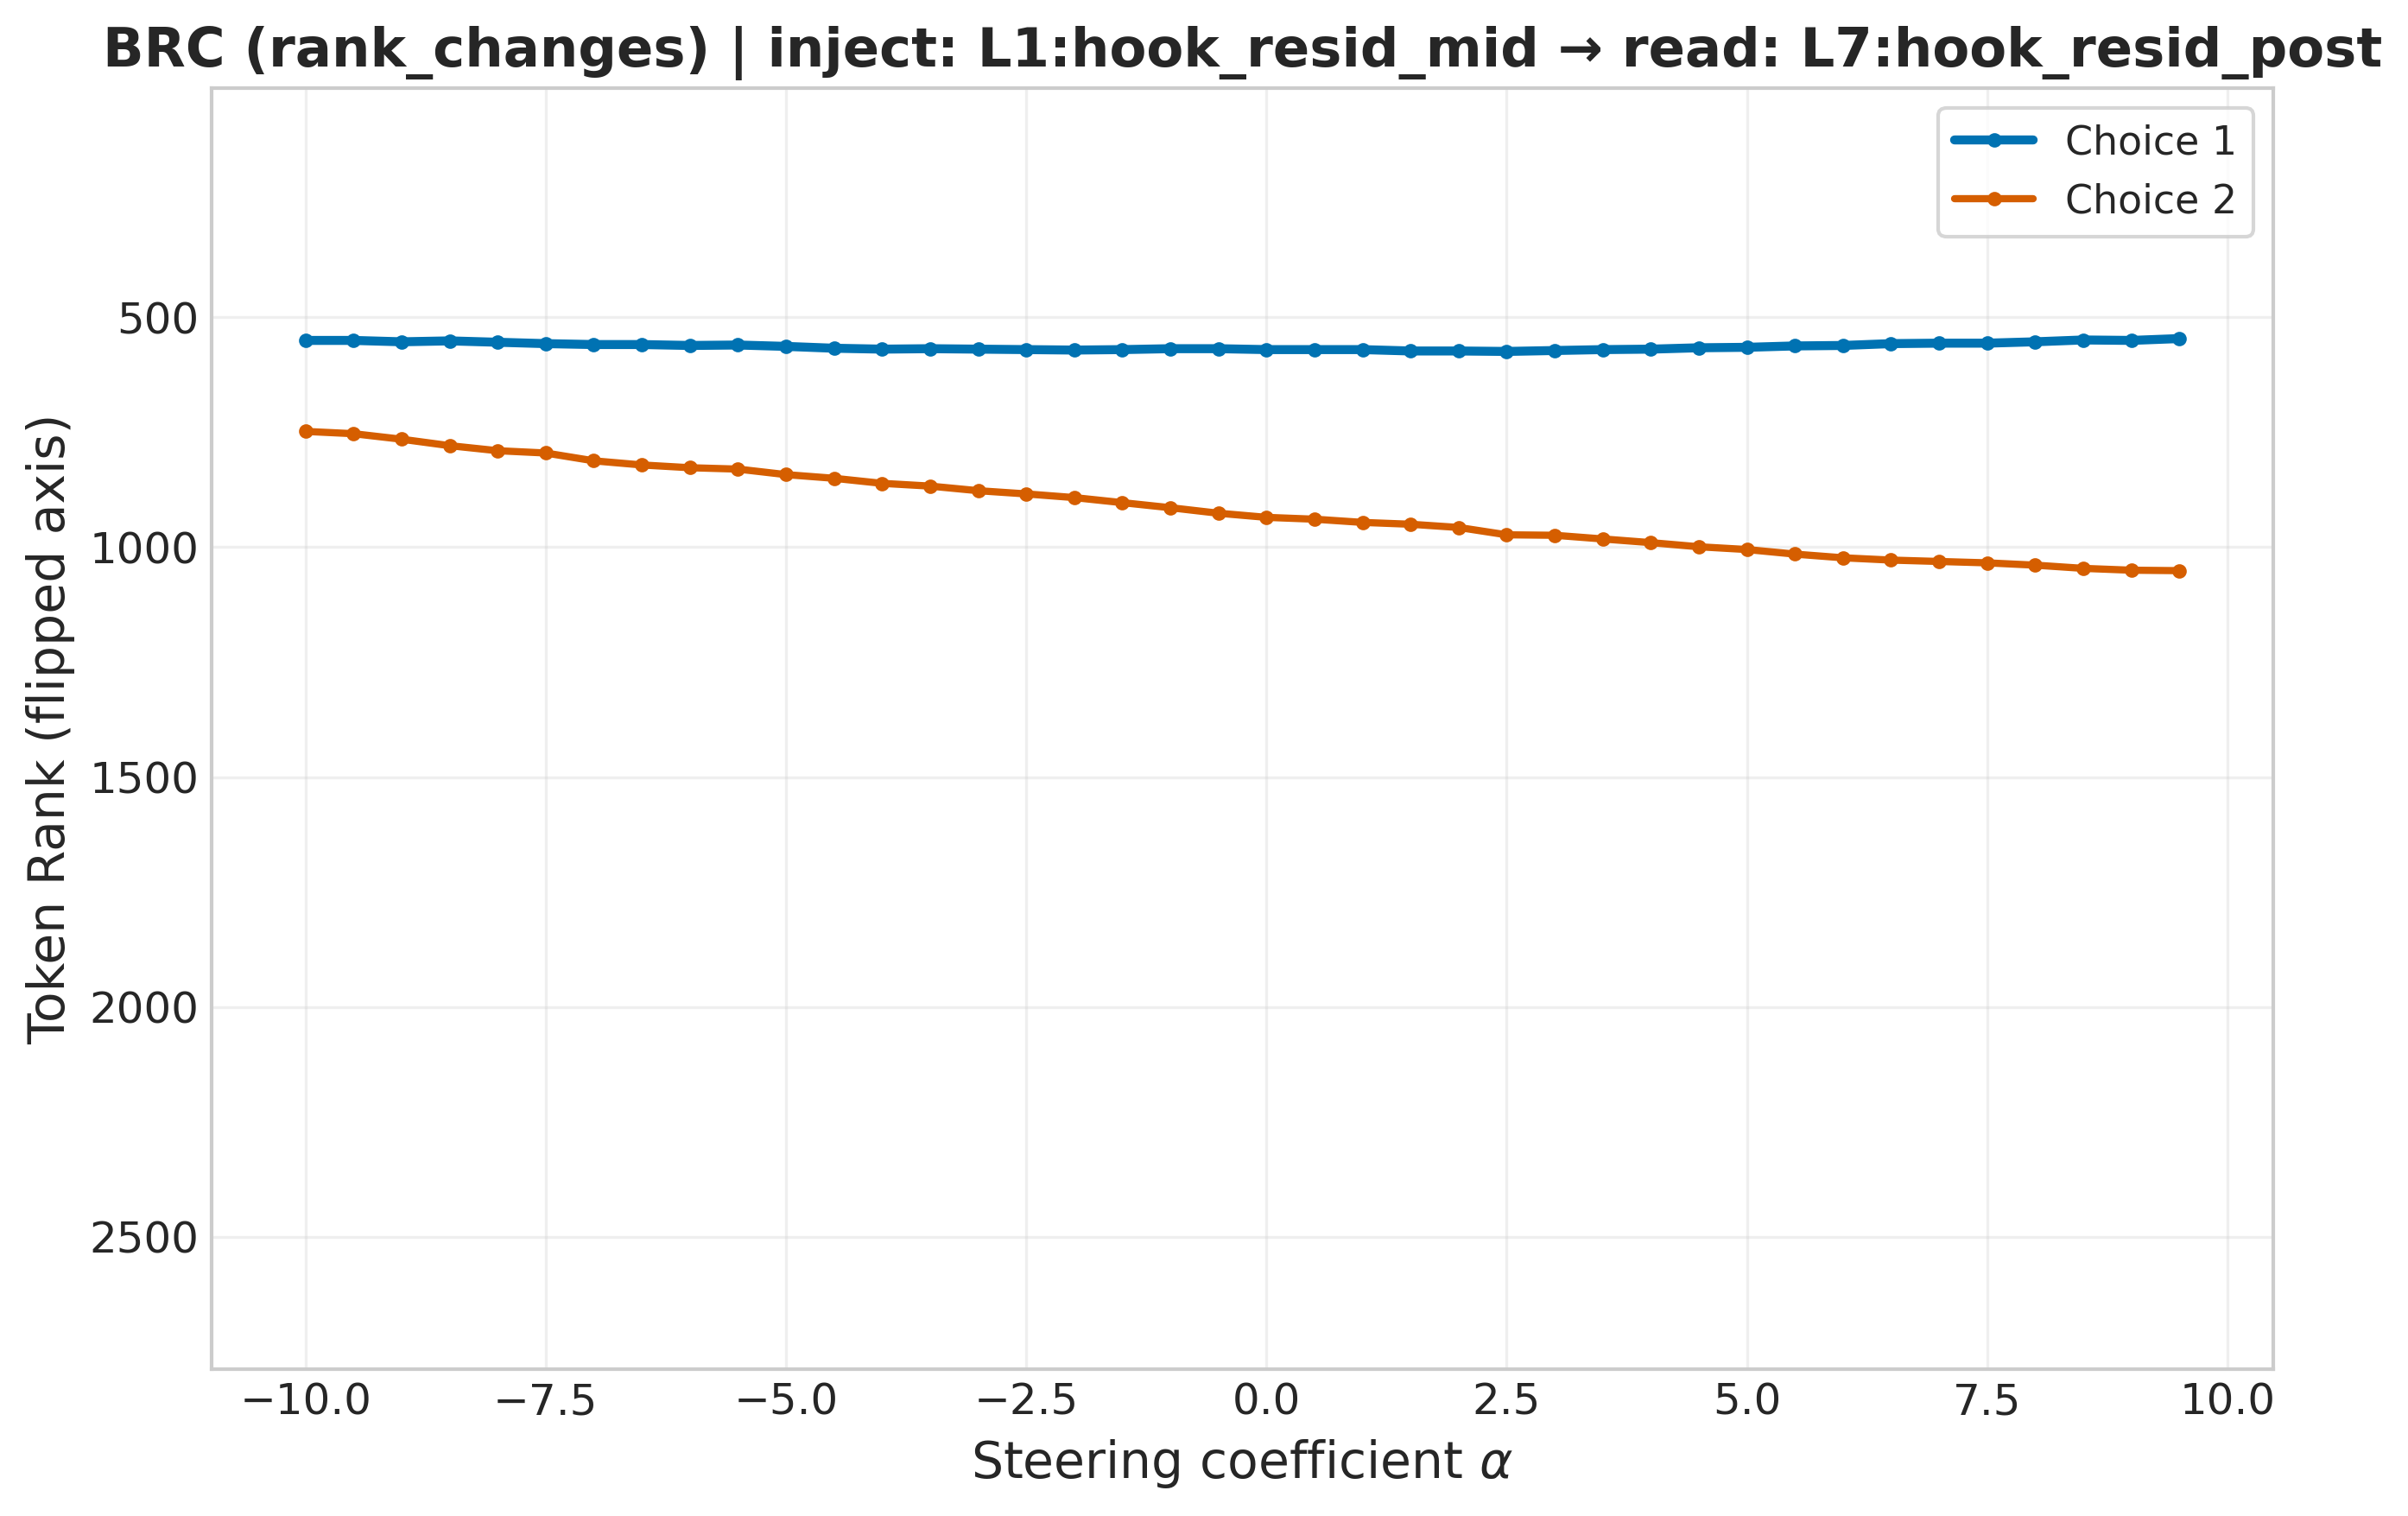 BRC (rank_changes) | inject: L1:hook_resid_mid → read: L7:hook_resid_post
Choice 1
Choice 2
Token Rank (flipped axis)
500
1000
1500
2000
2500
−10.0 −7.5 −5.0 −2.5 0.0 2.5 5.0 7.5 10.0
Steering coefficient α